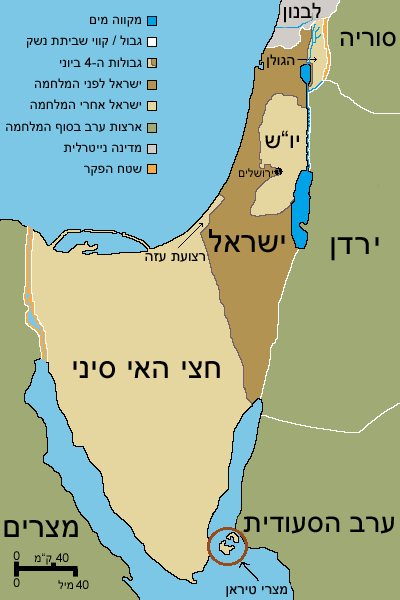 לבנון
סוריה
הגולן
מקווה מים
גבול / קווי שביתת נשק
גבולות ה-4 ביוני
ישראל לפני המלחמה
ישראל אחרי המלחמה
ארצות ערב בסוף המלחמה
מדינה נייטרלית
שטח הפקר
יו"ש
ירושלים
ישראל
ירדן
רצועת עזה
חצי האי סיני
מצרים
ערב הסעודית
מצרי טיראן
40 ק"מ
0
0
40 מיל